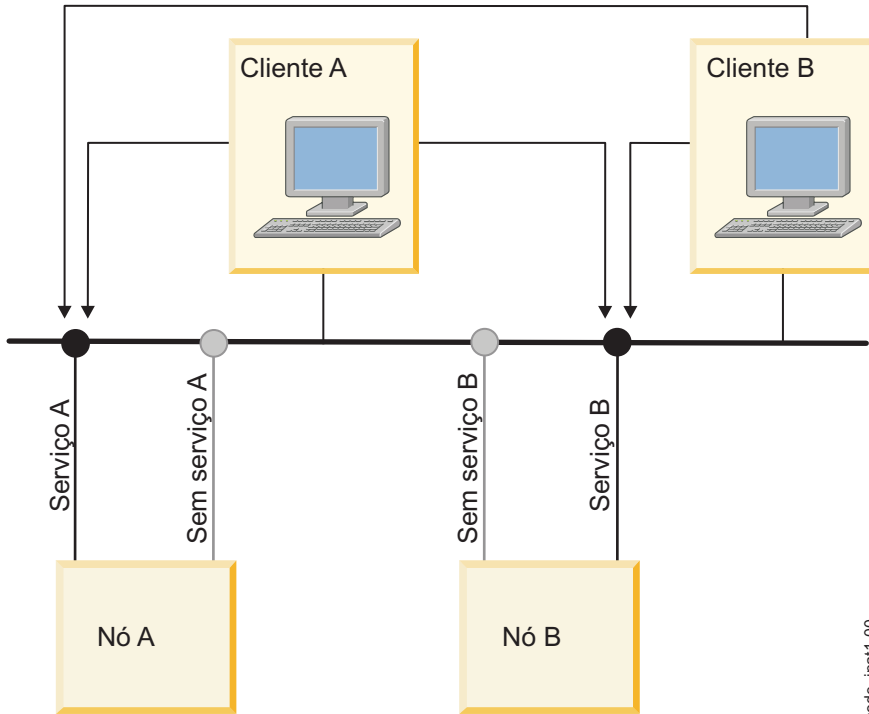 Cliente A
Cliente B
Serviço A
Sem serviço A
Sem serviço B
Serviço B
Nó A
Nó B